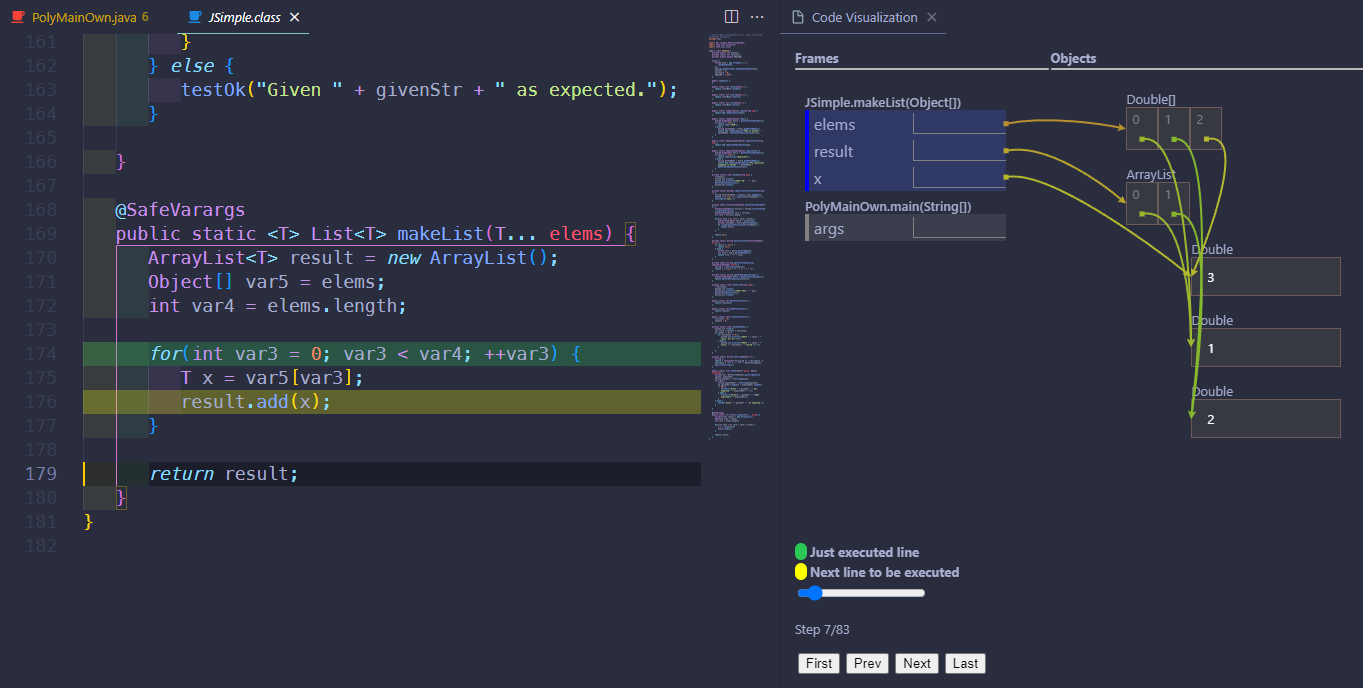 PolyMainOwn.java 6
JSimple.class
161 }
162 } else {
163 testOk("Given " + givenStr + " as expected.");
164 }
165
166 }
167
168 @SafeVarargs
169 public static <T> List<T> makeList(T... elems) {
170 ArrayList<T> result = new ArrayList();
171 Object[] var5 = elems;
172 int var4 = elems.length;
173
174 for(int var3 = 0; var3 < var4; ++var3) {
175 T x = var5[var3];
176 result.add(x);
177 }
178
179 return result;
180 }
181 }
182
Code Visualization
Frames
Objects
JSimple.makeList(Object[])
elems
result
x
PolyMainOwn.main(String[])
args
Double[]
0 1 2
ArrayList
0 1
Double
3
Double
1
Double
2
Just executed line
Next line to be executed
Step 7/83
First Prev Next Last